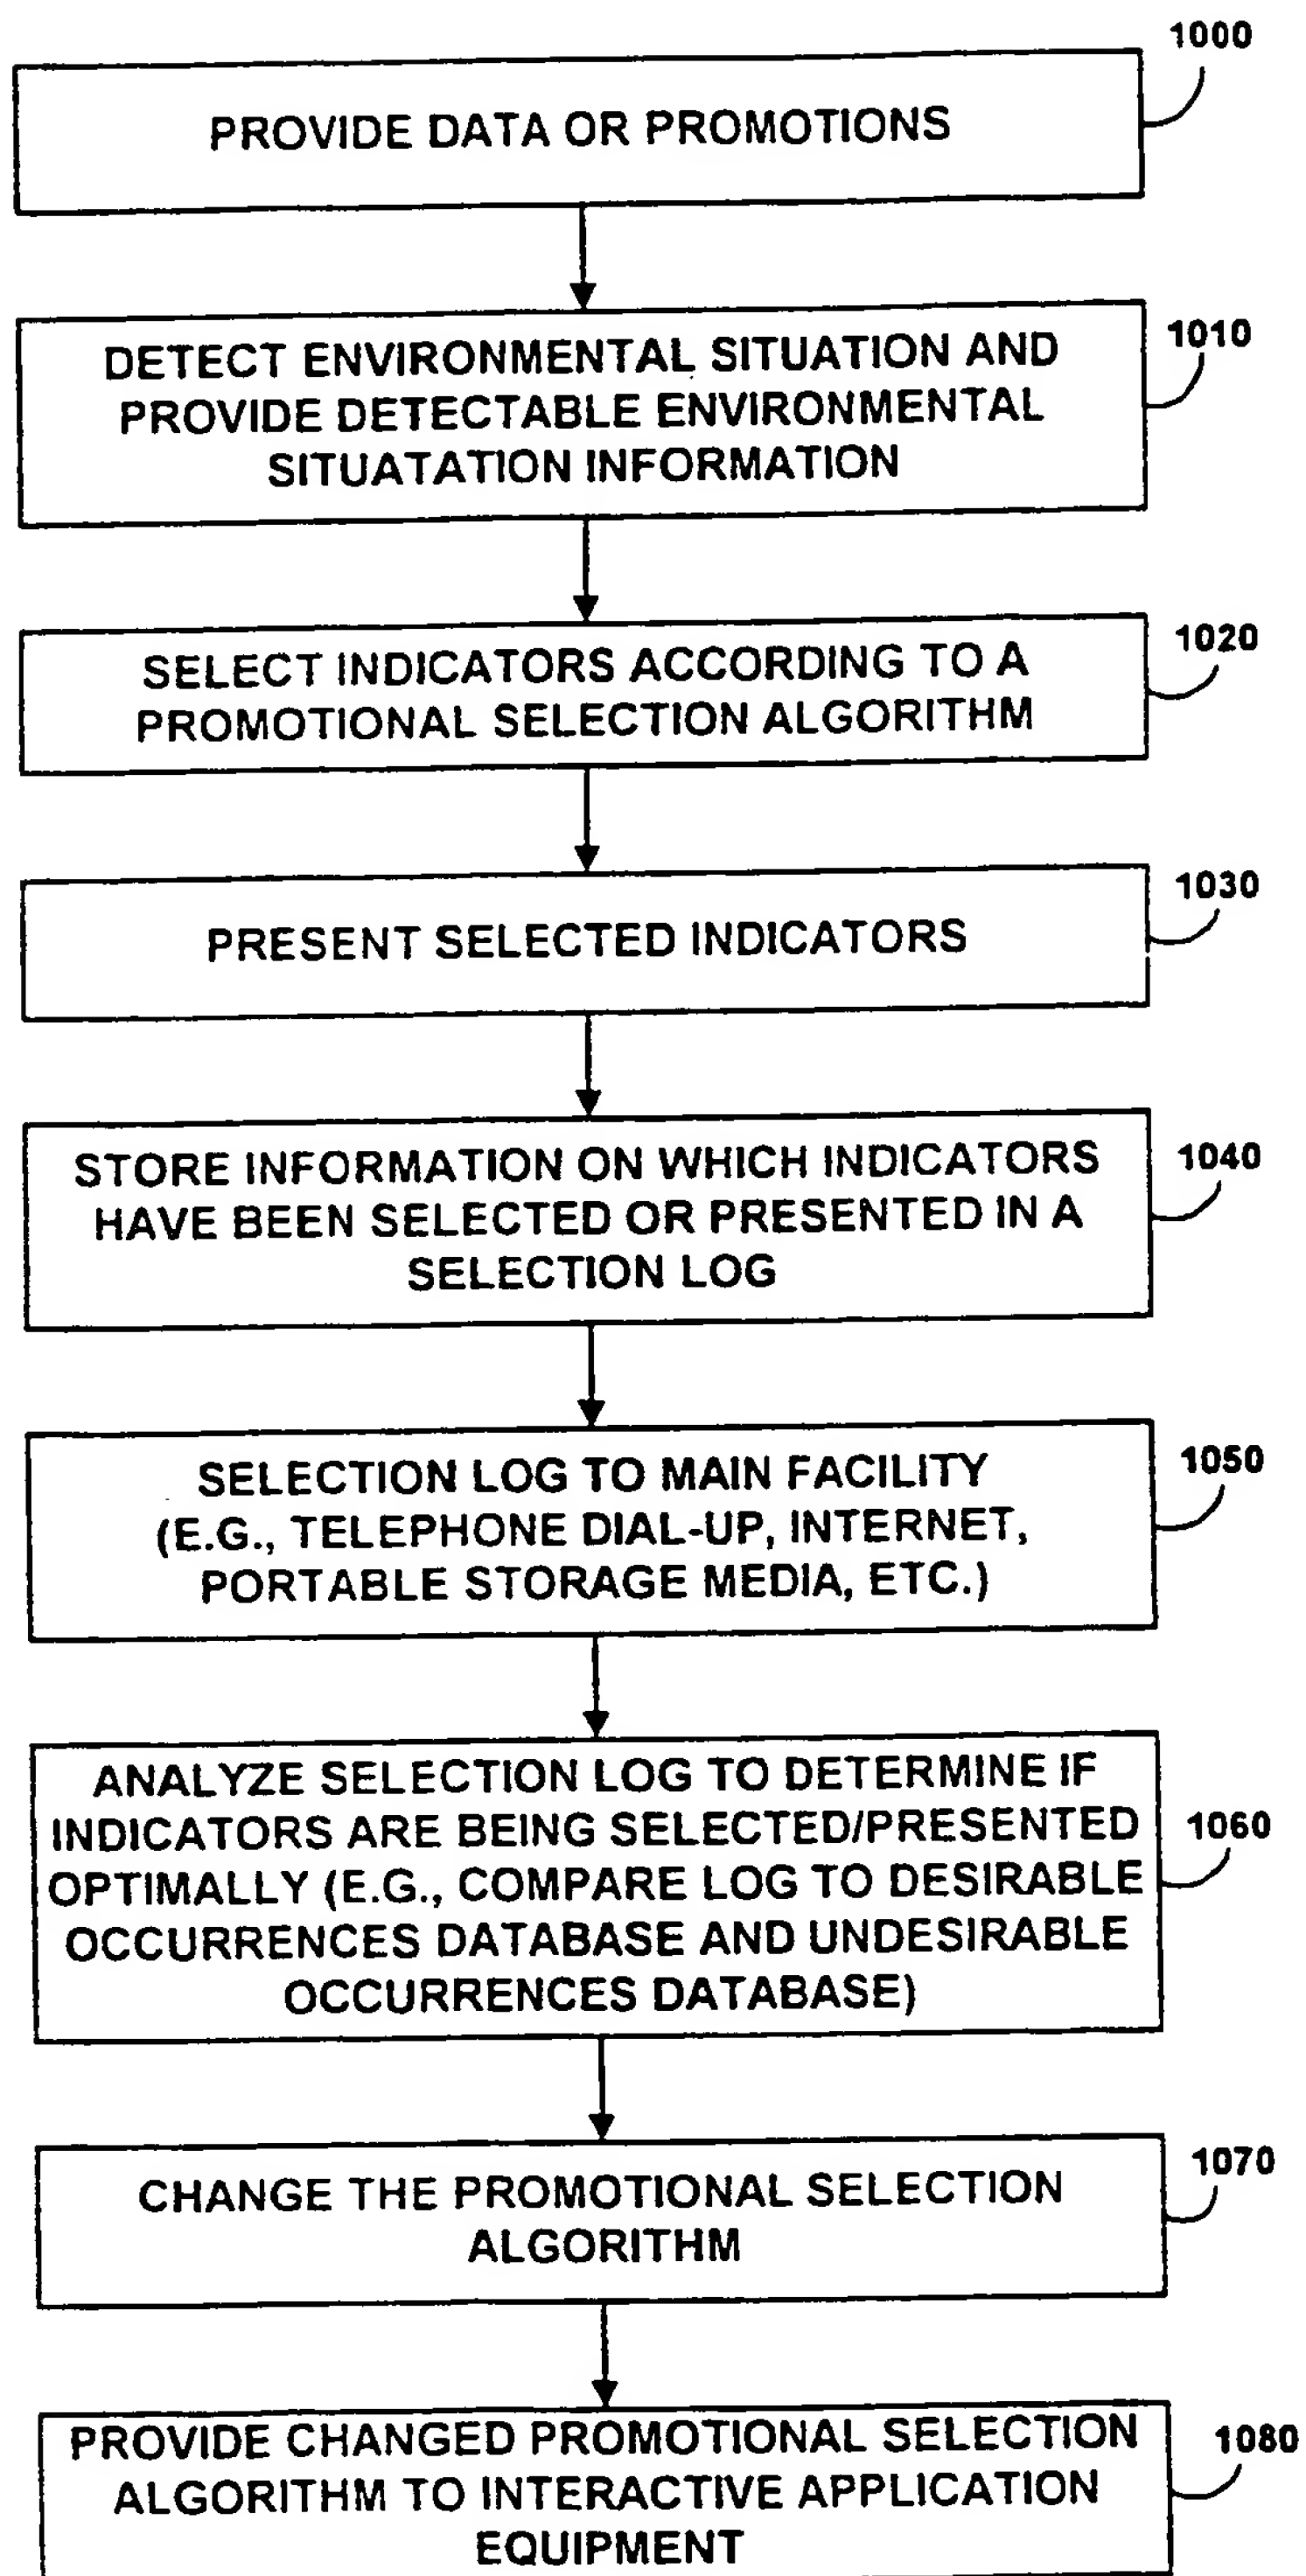 1000
PROVIDE DATA OR PROMOTIONS
1010
DETECT ENVIRONMENTAL SITUATION AND
PROVIDE DETECTABLE ENVIRONMENTAL
SITUATATION INFORMATION
1020
SELECT INDICATORS ACCORDING TO A
PROMOTIONAL SELECTION ALGORITHM
1030
PRESENT SELECTED INDICATORS
1040
STORE INFORMATION ON WHICH INDICATORS
HAVE BEEN SELECTED OR PRESENTED IN A
SELECTION LOG
1050
SELECTION LOG TO MAIN FACILITY
(E.G., TELEPHONE DIAL-UP, INTERNET,
PORTABLE STORAGE MEDIA, ETC.)
1060
ANALYZE SELECTION LOG TO DETERMINE IF
INDICATORS ARE BEING SELECTED/PRESENTED
OPTIMALLY (E.G., COMPARE LOG TO DESIRABLE
OCCURRENCES DATABASE AND UNDESIRABLE
OCCURRENCES DATABASE)
1070
CHANGE THE PROMOTIONAL SELECTION
ALGORITHM
1080
PROVIDE CHANGED PROMOTIONAL SELECTION
ALGORITHM TO INTERACTIVE APPLICATION
EQUIPMENT